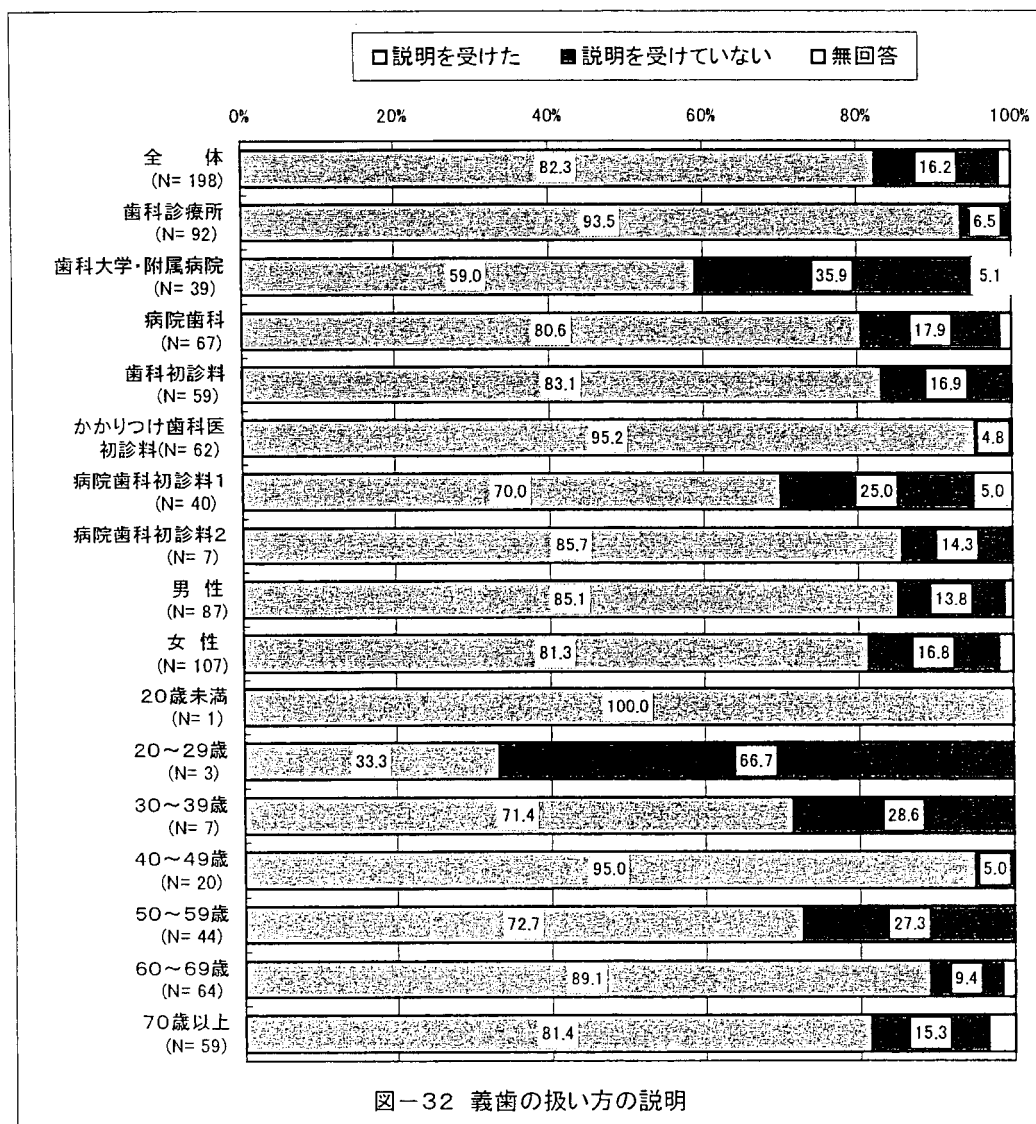 □説明を受けた ■説明を受けていない □無回答
0% 20% 40% 60% 80% 100%
全 体
(N= 198)
82.3 16.2
歯科診療所
(N= 92)
93.5 6.5
歯科大学・附属病院
(N= 39)
59.0 35.9 5.1
病院歯科
(N= 67)
80.6 17.9
歯科初診料
(N= 59)
83.1 16.9
かかりつけ歯科医
初診料(N= 62)
95.2 4.8
病院歯科初診料1
(N= 40)
70.0 25.0 5.0
病院歯科初診料2
(N= 7)
85.7 14.3
男 性
(N= 87)
85.1 13.8
女 性
(N= 107)
81.3 16.8
20歳未満
(N= 1)
100.0
20～29歳
(N= 3)
33.3 66.7
30～39歳
(N= 7)
71.4 28.6
40～49歳
(N= 20)
95.0 5.0
50～59歳
(N= 44)
72.7 27.3
60～69歳
(N= 64)
89.1 9.4
70歳以上
(N= 59)
81.4 15.3
図－32 義歯の扱い方の説明